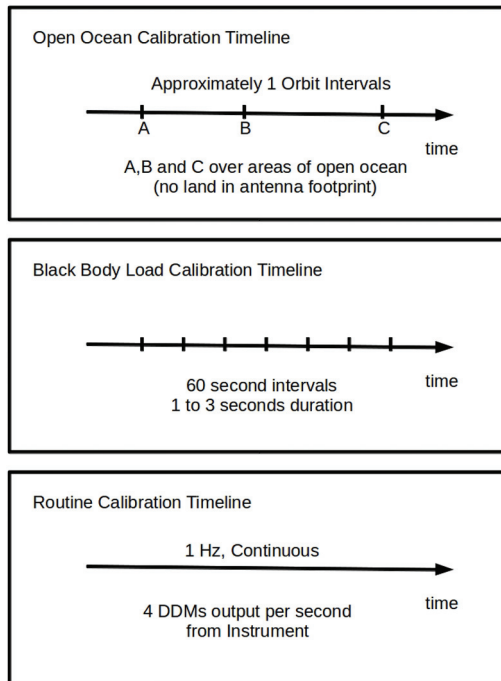 Open Ocean Calibration Timeline
Approximately 1 Orbit Intervals
A B C
time
A,B and C over areas of open ocean
(no land in antenna footprint)
Black Body Load Calibration Timeline
time
60 second intervals
1 to 3 seconds duration
Routine Calibration Timeline
1 Hz, Continuous
time
4 DDMs output per second
from Instrument